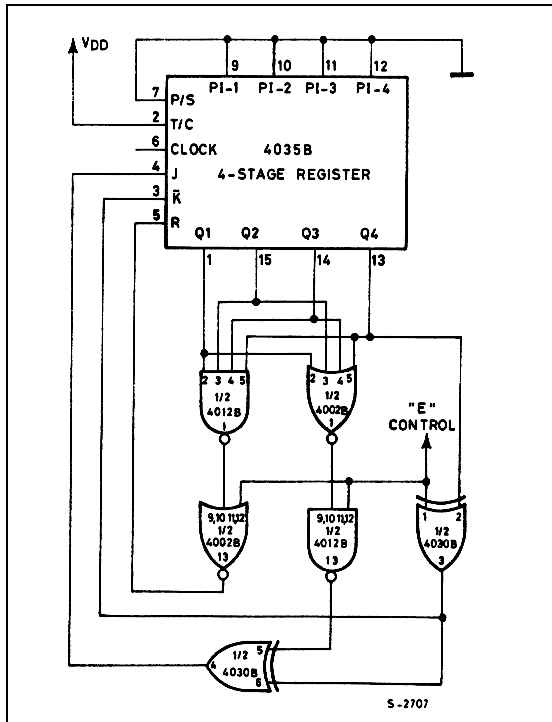 VDD
9 10 11 12
7 P/S PI-1 PI-2 PI-3 PI-4
2 T/C
6 CLOCK 4035B
4 J 4-STAGE REGISTER
3 K̅
5 R
Q1 Q2 Q3 Q4
1 15 14 13
2 3 4 5
1/2
4012B
1
2 3 4 5
1/2
4002B
1
"E"
CONTROL
9,10 11,12
1/2
4002B
13
9,10 11,12
1/2
4012B
13
1 2
1/2
4030B
3
4 1/2 5
4030B 6
S-2707